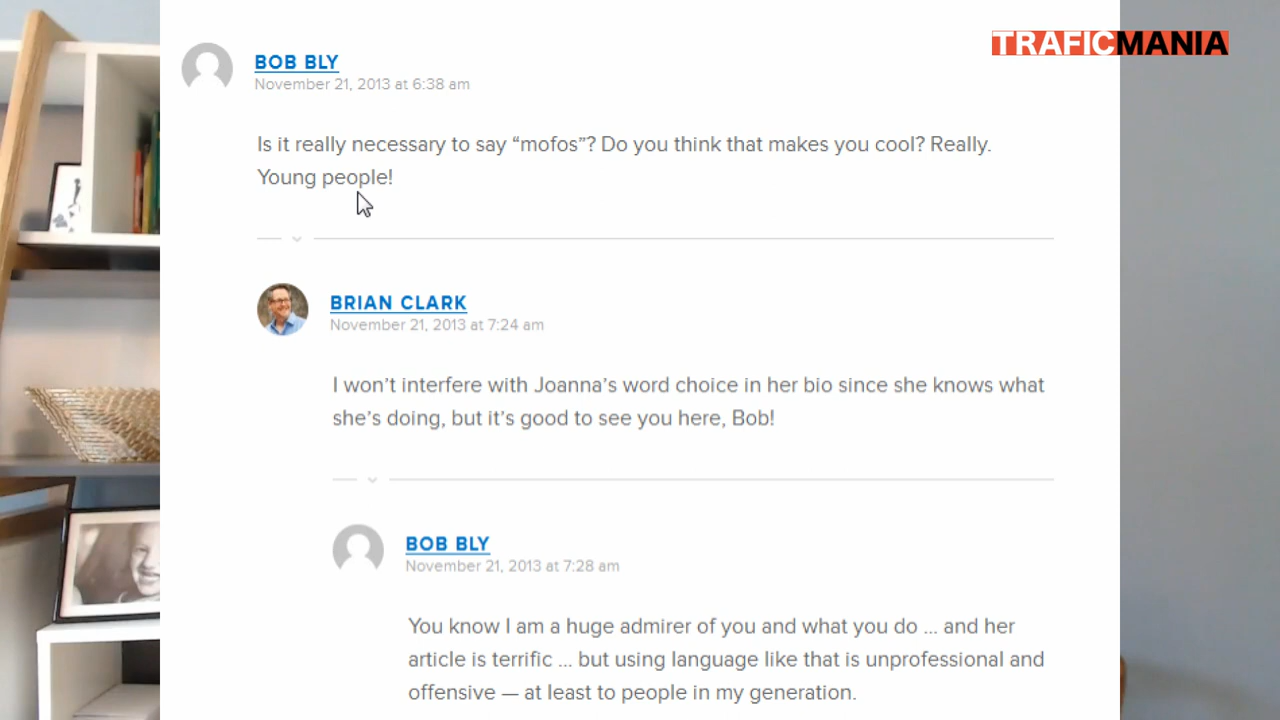 TRAFICMANIA
BOB BLY
November 21, 2013 at 6:38 am
Is it really necessary to say “mofos”? Do you think that makes you cool? Really.
Young people!
BRIAN CLARK
November 21, 2013 at 7:24 am
I won’t interfere with Joanna’s word choice in her bio since she knows what
she’s doing, but it’s good to see you here, Bob!
BOB BLY
November 21, 2013 at 7:28 am
You know I am a huge admirer of you and what you do ... and her
article is terrific ... but using language like that is unprofessional and
offensive — at least to people in my generation.